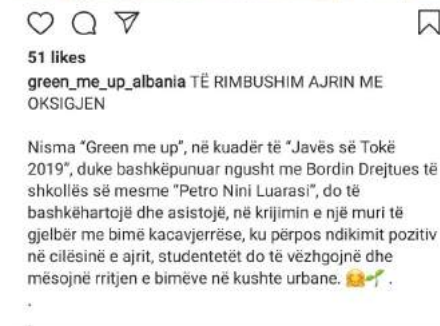 51 likes
green_me_up_albania TË RIMBUSHIM AJRIN ME
OKSIGJEN
Nisma “Green me up”, në kuadër të “Javës së Tokë
2019”, duke bashkëpunuar ngusht me Bordin Drejtues të
shkollës së mesme “Petro Nini Luarasi”, do të
bashkëhartojë dhe asistojë, në krijimin e një muri të
gjelbër me bimë kacavjerrëse, ku përpos ndikimit pozitiv
në cilësinë e ajrit, studentetët do të vëzhgojnë dhe
mësojnë rritjen e bimëve në kushte urbane. 🤗🌱 .
.